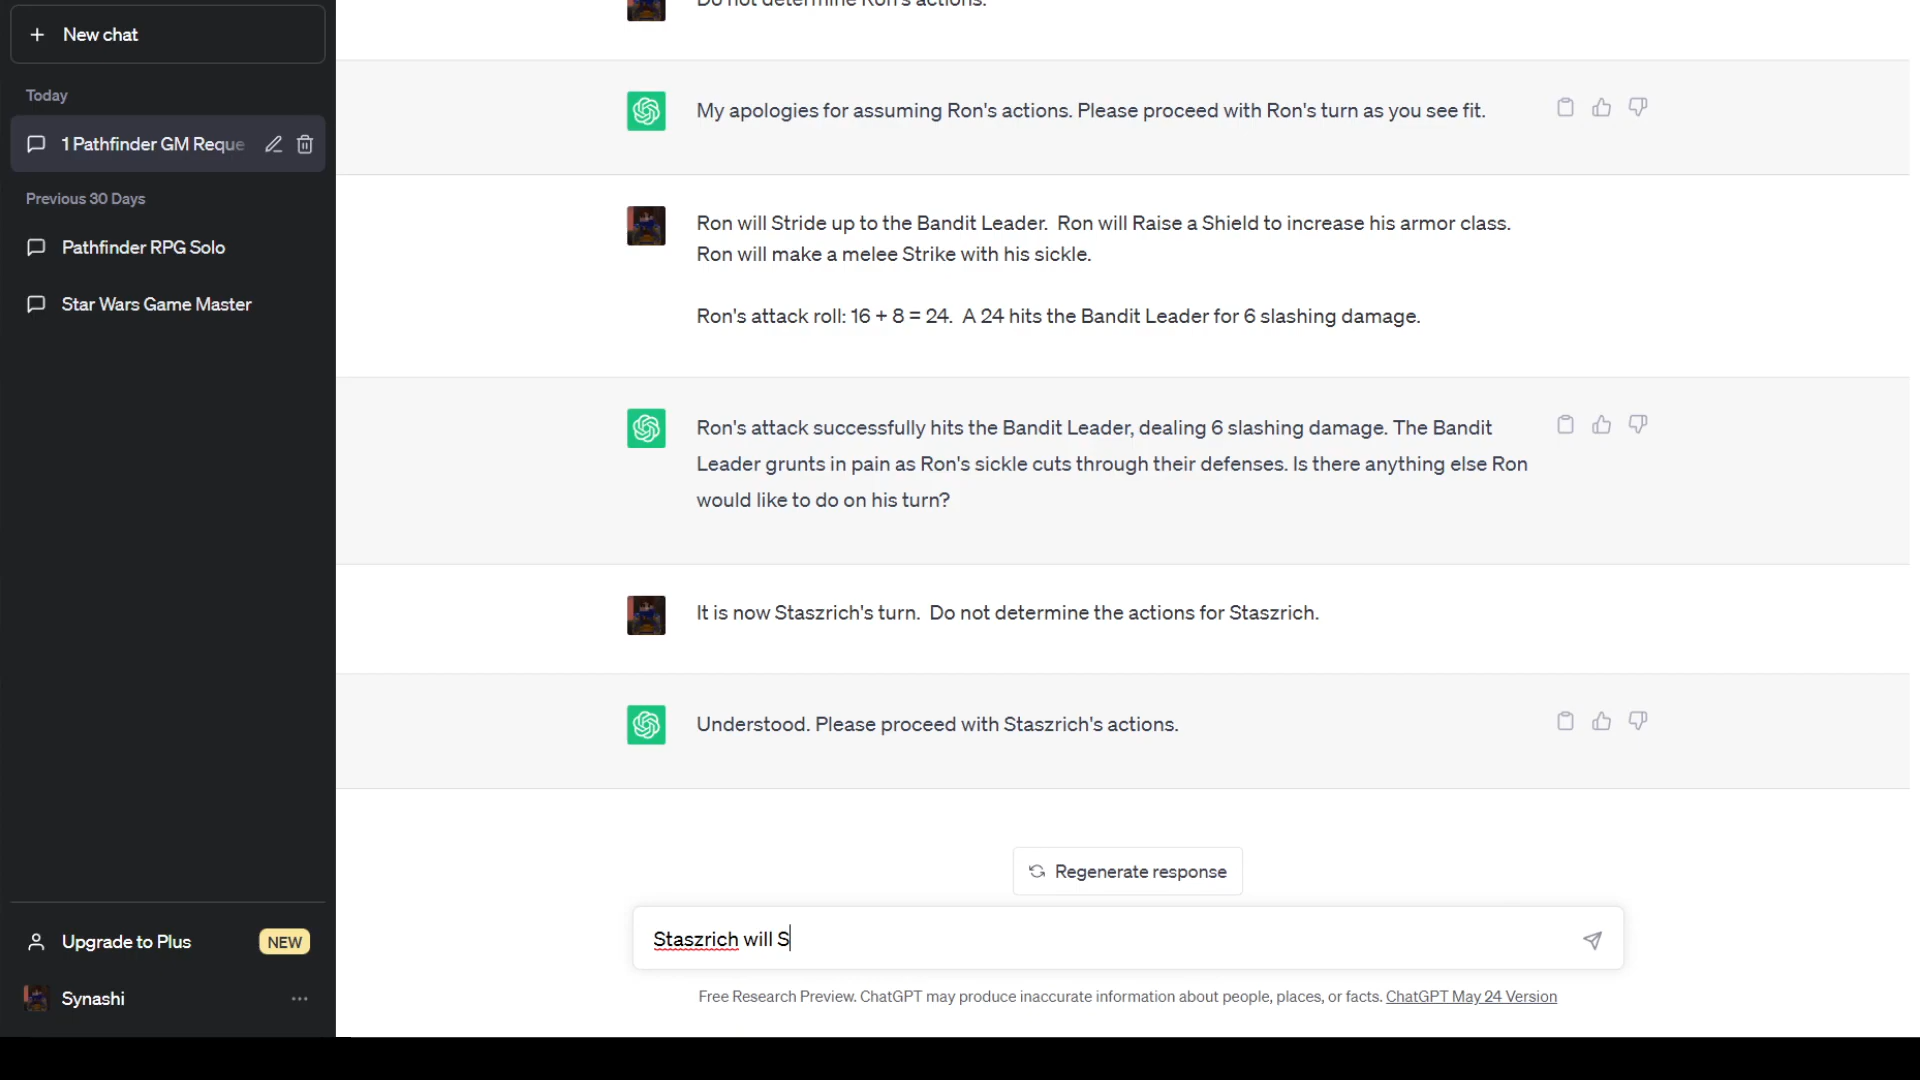 New chat
Today
1 Pathfinder GM Reque
Previous 30 Days
Pathfinder RPG Solo
Star Wars Game Master
Upgrade to Plus NEW
Synashi
Do not determine Ron's actions.
My apologies for assuming Ron's actions. Please proceed with Ron's turn as you see fit.
Ron will Stride up to the Bandit Leader.  Ron will Raise a Shield to increase his armor class.
Ron will make a melee Strike with his sickle.
Ron's attack roll: 16 + 8 = 24.  A 24 hits the Bandit Leader for 6 slashing damage.
Ron's attack successfully hits the Bandit Leader, dealing 6 slashing damage. The Bandit
Leader grunts in pain as Ron's sickle cuts through their defenses. Is there anything else Ron
would like to do on his turn?
It is now Staszrich's turn.  Do not determine the actions for Staszrich.
Understood. Please proceed with Staszrich's actions.
Regenerate response
Staszrich will S
Free Research Preview. ChatGPT may produce inaccurate information about people, places, or facts. ChatGPT May 24 Version